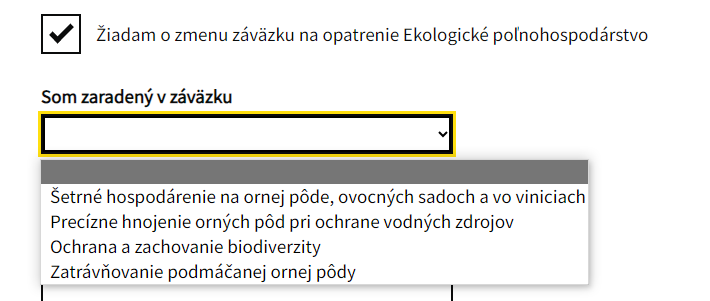 Žiadam o zmenu záväzku na opatrenie Ekologické poľnohospodárstvo
Som zaradený v záväzku
Šetrné hospodárenie na ornej pôde, ovocných sadoch a vo viniciach
Precízne hnojenie orných pôd pri ochrane vodných zdrojov
Ochrana a zachovanie biodiverzity
Zatrávňovanie podmáčanej ornej pôdy